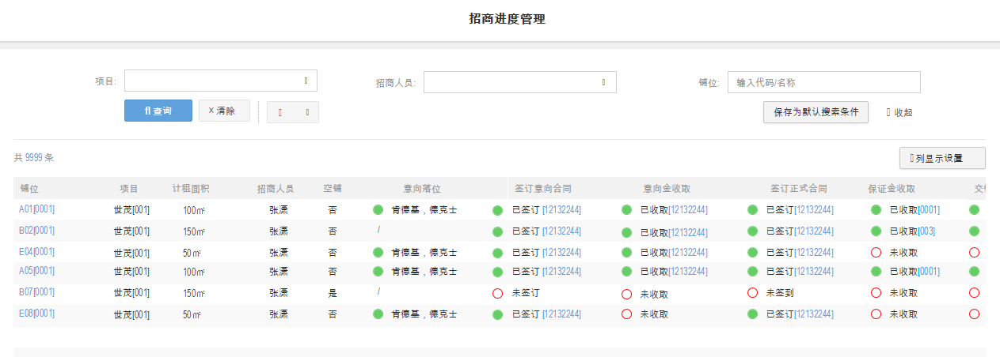 招商进度管理
项目: 招商人员: 铺位: 输入代码/名称
查询 X 清除 保存为默认搜索条件 收起
共 9999 条 列显示设置
铺位 项目 计租面积 招商人员 空铺 意向落位 签订意向合同 意向金收取 签订正式合同 保证金收取
A01[0001] 世茂[001] 100㎡ 张潇 否 肯德基，德克士 已签订 [12132244] 已收取[12132244] 已签订[12132244] 已收取[0001]
B02[0001] 世茂[001] 150㎡ 张潇 否 / 已签订 [12132244] 已收取[12132244] 已签订[12132244] 已收取[003]
E04[0001] 世茂[001] 50㎡ 张潇 否 肯德基，德克士 已签订 [12132244] 已收取[12132244] 已签订[12132244] 未收取
A05[0001] 世茂[001] 100㎡ 张潇 否 肯德基，德克士 已签订 [12132244] 已收取[12132244] 已签订[12132244] 已收取[0001]
B07[0001] 世茂[001] 150㎡ 张潇 是 / 未签订 未收取 未签到 未收取
E08[0001] 世茂[001] 50㎡ 张潇 否 肯德基，德克士 已签订 [12132244] 未收取 已签订[12132244] 未收取